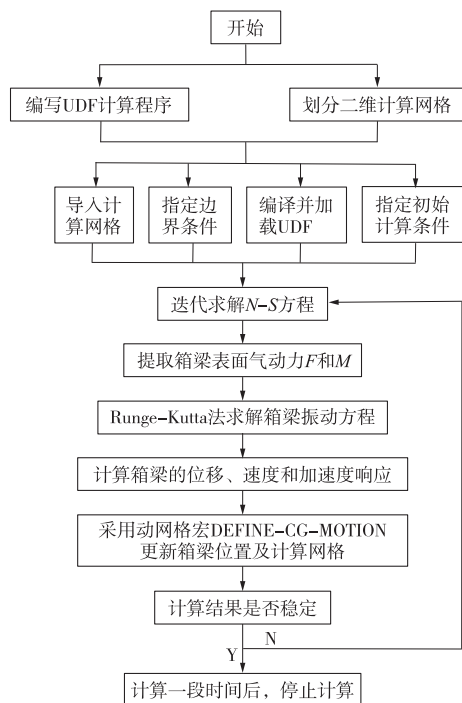 开始
编写UDF计算程序
划分二维计算网格
导入计
算网格
指定边
界条件
编译并加
载UDF
指定初始
计算条件
迭代求解N-S方程
提取箱梁表面气动力F和M
Runge-Kutta法求解箱梁振动方程
计算箱梁的位移、速度和加速度响应
采用动网格宏DEFINE-CG-MOTION
更新箱梁位置及计算网格
计算结果是否稳定
N
Y
计算一段时间后，停止计算